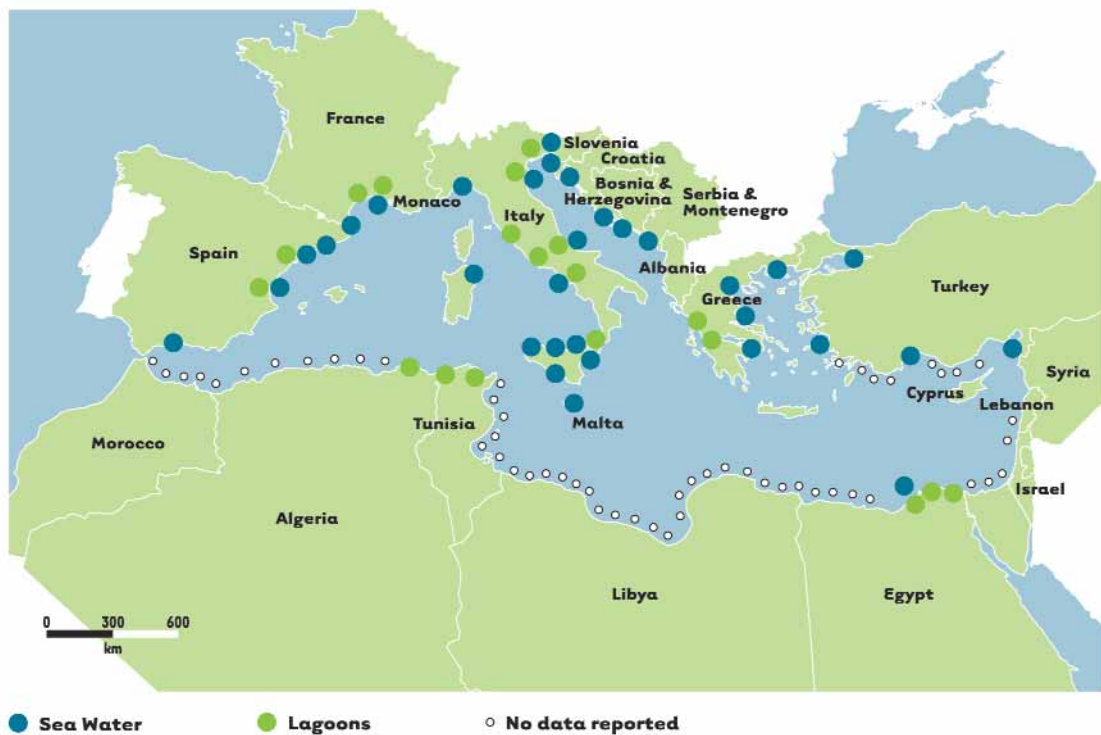 France
Slovenia
Croatia
Bosnia &
Herzegovina
Serbia &
Montenegro
Monaco
Italy
Spain
Albania
Greece
Turkey
Syria
Cyprus
Lebanon
Malta
Tunisia
Morocco
Israel
Algeria
Libya
Egypt
0 300 600
km
Sea Water
Lagoons
No data reported